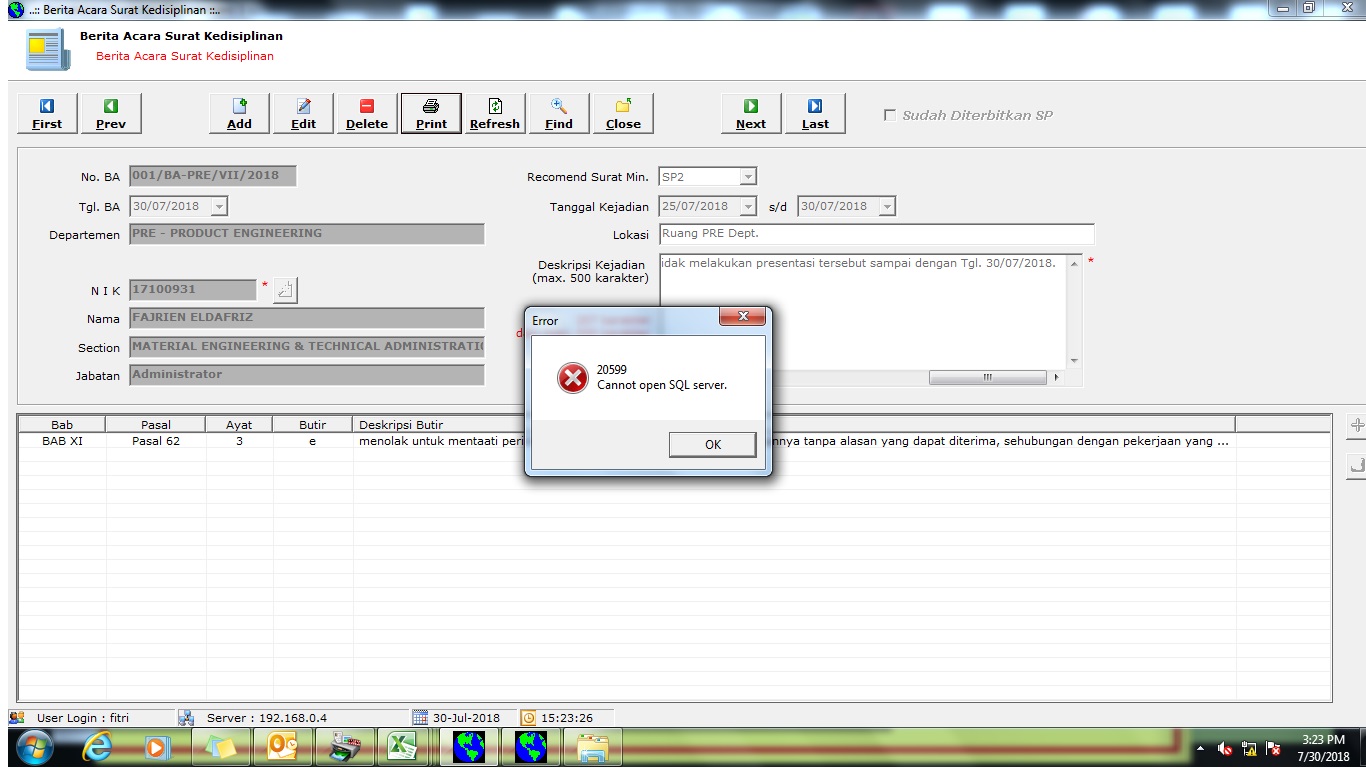 ..:: Berita Acara Surat Kedisiplinan ::..
Berita Acara Surat Kedisiplinan
Berita Acara Surat Kedisiplinan
First Prev Add Edit Delete Print Refresh Find Close Next Last Sudah Diterbitkan SP
No. BA 001/BA-PRE/VII/2018 Recomend Surat Min. SP2
Tgl. BA 30/07/2018 Tanggal Kejadian 25/07/2018 s/d 30/07/2018
Departemen PRE - PRODUCT ENGINEERING Lokasi Ruang PRE Dept.
Deskripsi Kejadian idak melakukan presentasi tersebut sampai dengan Tgl. 30/07/2018. *
(max. 500 karakter)
N I K 17100931 *
Nama FAJRIEN ELDAFRIZ
Section MATERIAL ENGINEERING & TECHNICAL ADMINISTRATI
Jabatan Administrator
Error
20599
Cannot open SQL server.
OK
Bab Pasal Ayat Butir Deskripsi Butir
BAB XI Pasal 62 3 e menolak untuk mentaati peri nnya tanpa alasan yang dapat diterima, sehubungan dengan pekerjaan yang ...
User Login : fitri Server : 192.168.0.4 30-Jul-2018 15:23:26
3:23 PM
7/30/2018